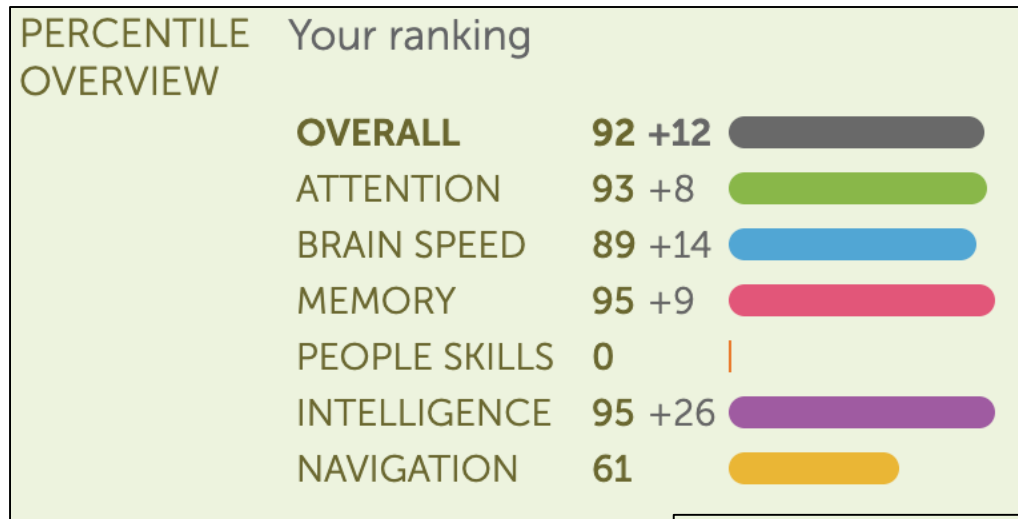 PERCENTILE OVERVIEW
Your ranking
OVERALL 92 +12
ATTENTION 93 +8
BRAIN SPEED 89 +14
MEMORY 95 +9
PEOPLE SKILLS 0
INTELLIGENCE 95 +26
NAVIGATION 61